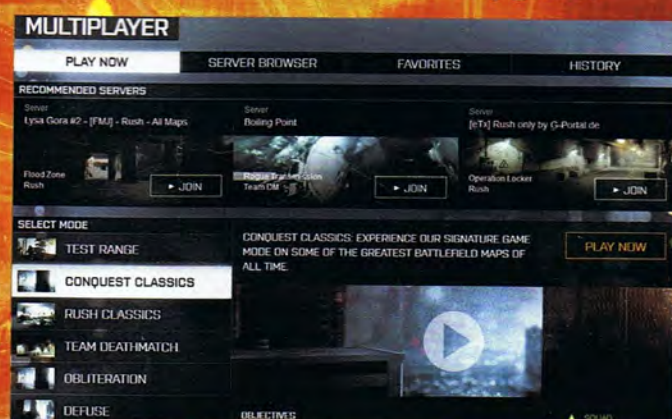 MULTIPLAYER
PLAY NOW
SERVER BROWSER
FAVORITES
HISTORY
RECOMMENDED SERVERS
Server
Lysa Gora #2 - [FMJ] - Rush - All Maps
Flood Zone
Rush
JOIN
Server
Boiling Point
Rogue Transmission
Team DM
JOIN
Server
[eTx] Rush only by G-Portal.de
Operation Locker
Rush
JOIN
SELECT MODE
TEST RANGE
CONQUEST CLASSICS
RUSH CLASSICS
TEAM DEATHMATCH
OBLITERATION
DEFUSE
CONQUEST CLASSICS: EXPERIENCE OUR SIGNATURE GAME
MODE ON SOME OF THE GREATEST BATTLEFIELD MAPS OF
ALL TIME.
PLAY NOW
OBJECTIVES
SQUAD